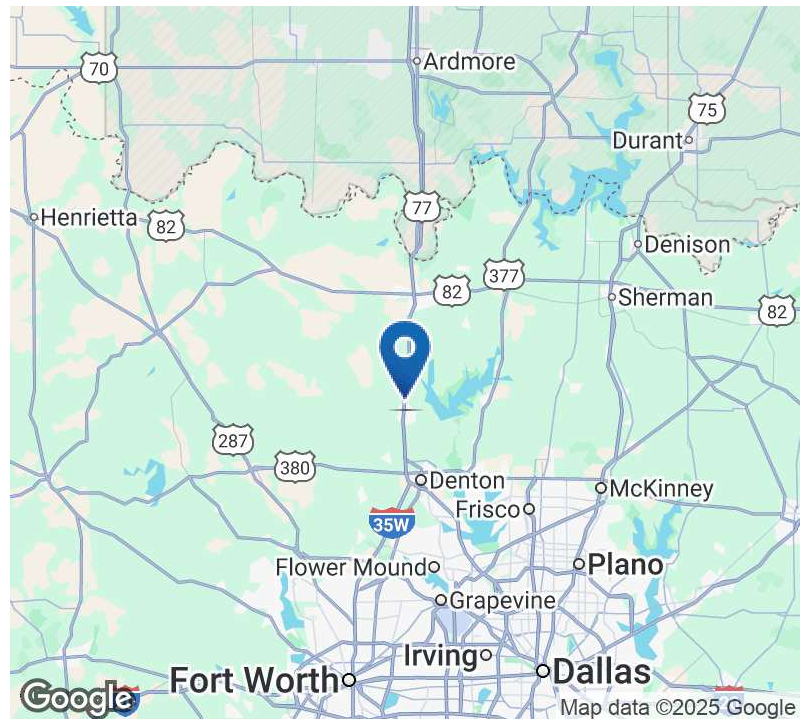 Ardmore
70
75
Durant
77
Henrietta
82
Denison
377
82
Sherman
82
287
380
Denton
McKinney
Frisco
35W
Flower Mound
Plano
Grapevine
Irving
Dallas
Fort Worth
Google
Map data ©2025 Google